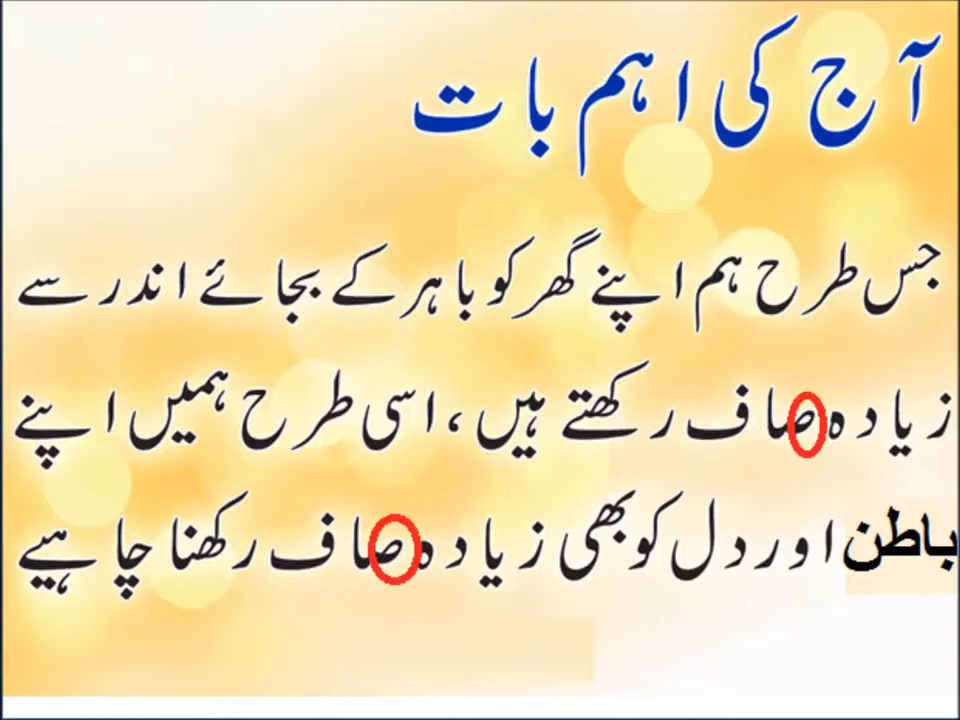 آج کی اہم بات
جس طرح ہم اپنے گھر کو باہر کے بجائے اندر سے
زیادہ صاف رکھتے ہیں، اسی طرح ہمیں اپنے
باطن اور دل کو بھی زیادہ صاف رکھنا چاہیے